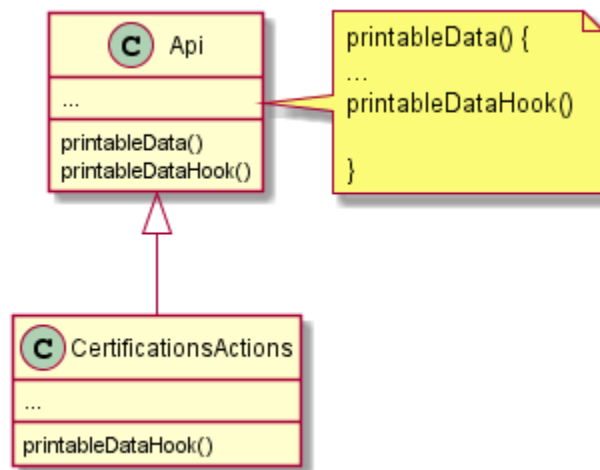 C Api
...
printableData()
printableDataHook()
printableData() {
...
printableDataHook()
}
C CertificationsActions
...
printableDataHook()